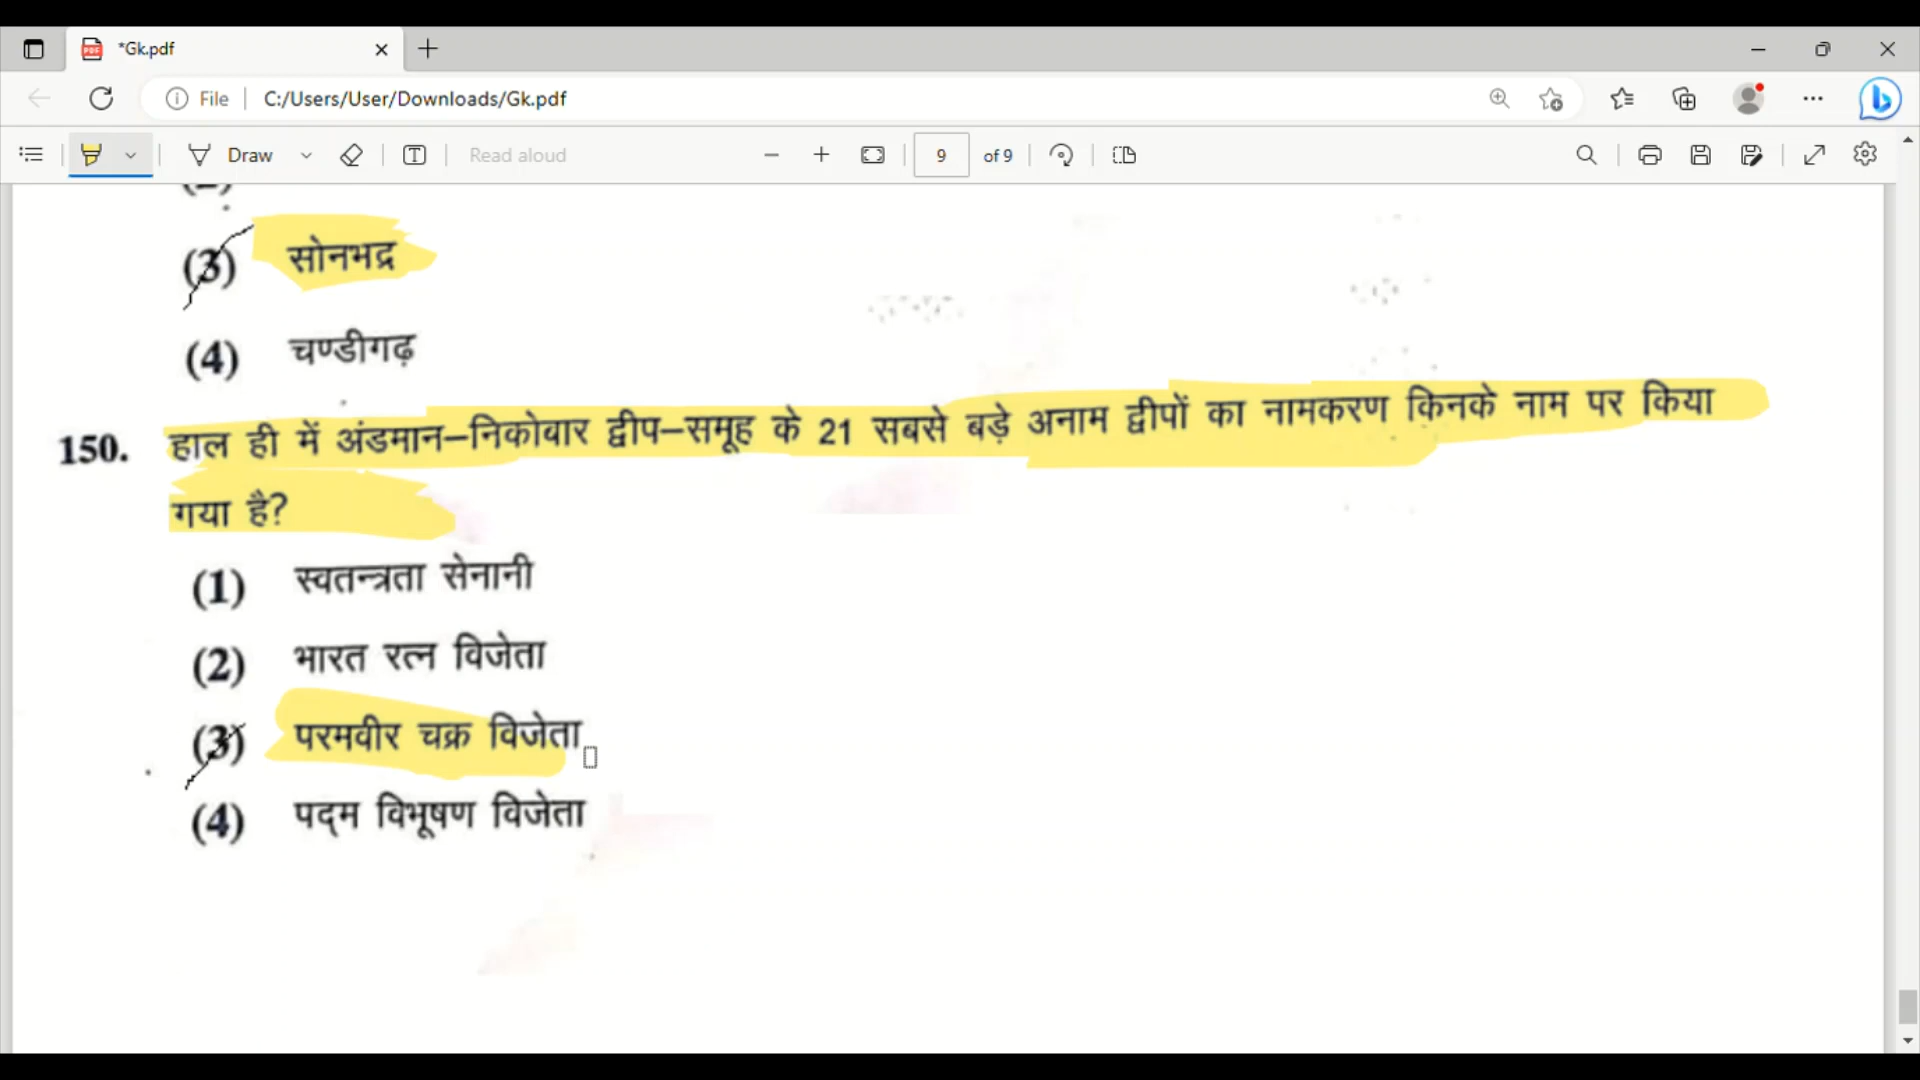 *Gk.pdf
File C:/Users/User/Downloads/Gk.pdf
Draw Read aloud 9 of 9
(3) सोनभद्र
(4) चण्डीगढ़
150. हाल ही में अंडमान–निकोबार द्वीप–समूह के 21 सबसे बड़े अनाम द्वीपों का नामकरण किनके नाम पर किया
गया है?
(1) स्वतन्त्रता सेनानी
(2) भारत रत्न विजेता
(3) परमवीर चक्र विजेता
(4) पद्म विभूषण विजेता